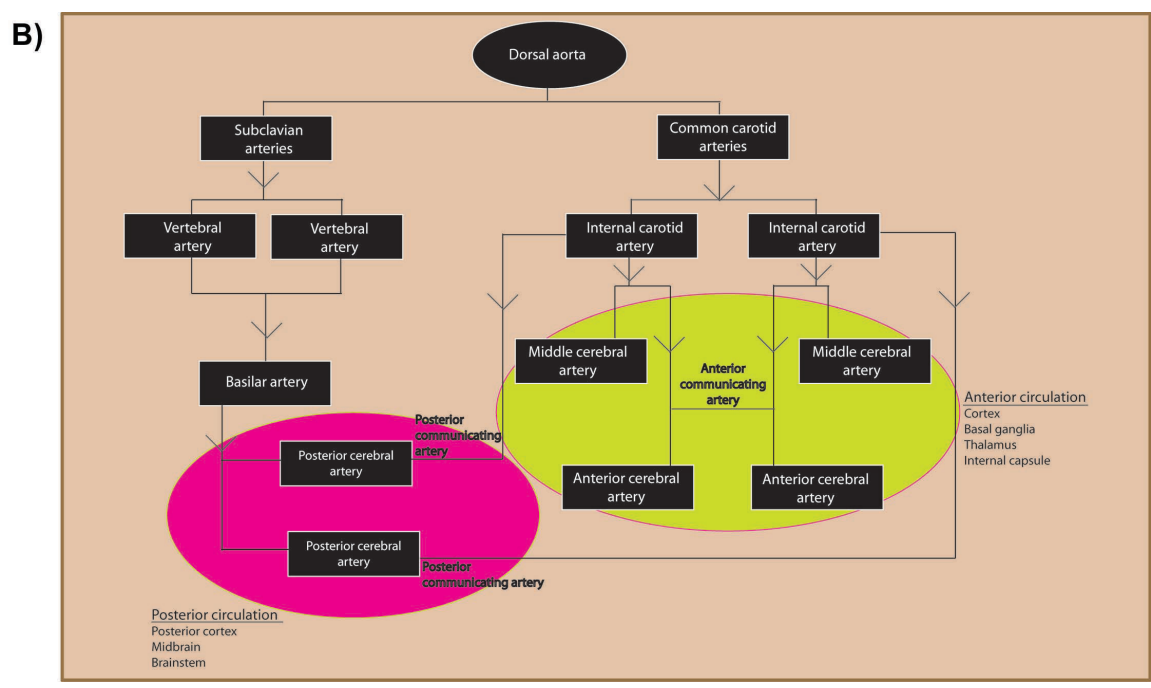 B)
Dorsal aorta
Subclavian
arteries
Common carotid
arteries
Vertebral
artery
Vertebral
artery
Internal carotid
artery
Internal carotid
artery
Basilar artery
Middle cerebral
artery
Anterior
communicating
artery
Middle cerebral
artery
Anterior circulation
Cortex
Basal ganglia
Thalamus
Internal capsule
Posterior
communicating
artery
Posterior cerebral
artery
Anterior cerebral
artery
Anterior cerebral
artery
Posterior cerebral
artery
Posterior
communicating artery
Posterior circulation
Posterior cortex
Midbrain
Brainstem